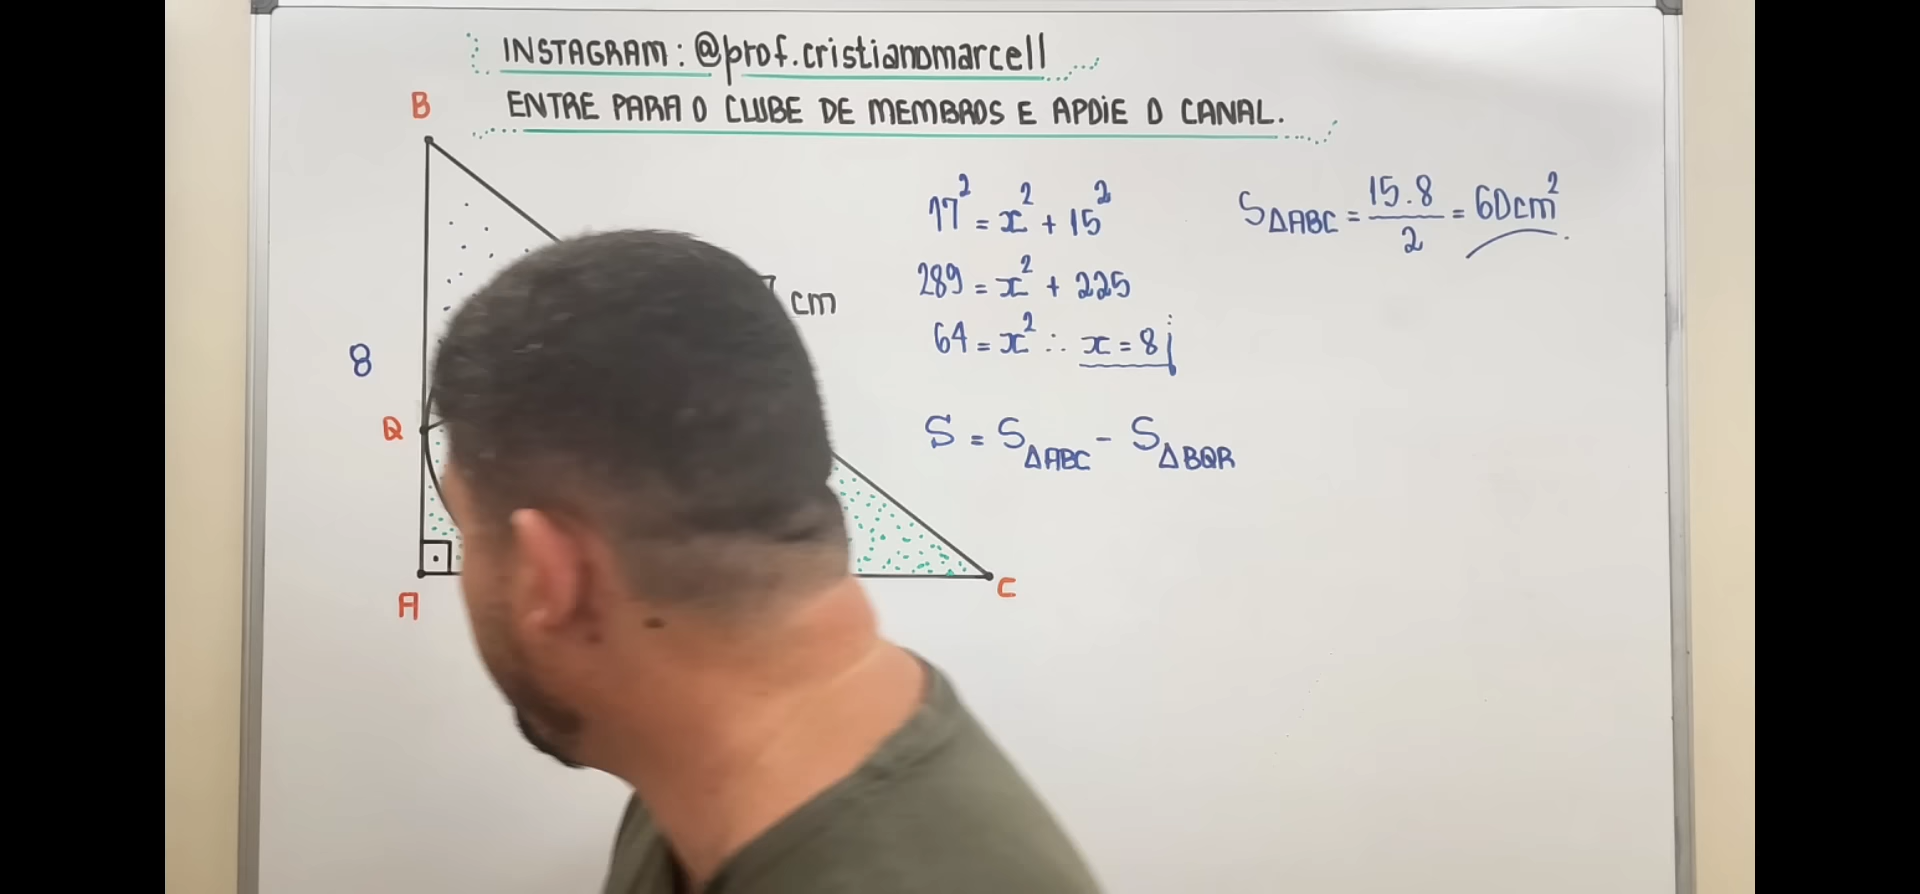 INSTAGRAM: @prof.cristianomarcell
ENTRE PARA O CLUBE DE MEMBROS E APOIE O CANAL.
B
8
Q
A
C
cm
17² = x² + 15²
289 = x² + 225
64 = x² ∴ x = 8
S = S△ABC - S△BQR
S△ABC = 15.8/2 = 60cm²